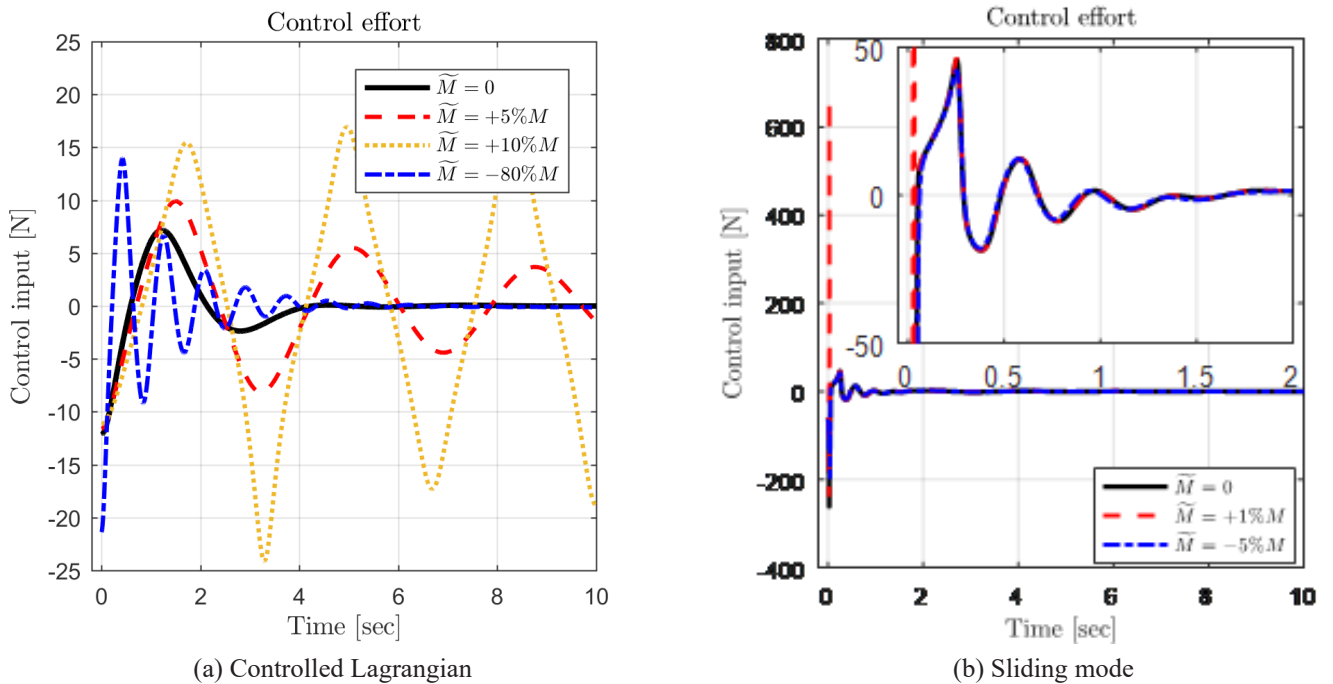 Control effort
25
20
15
10
5
0
-5
-10
-15
-20
-25
Control input [N]
M̃ = 0
M̃ = +5%M
M̃ = +10%M
M̃ = −80%M
0 2 4 6 8 10
Time [sec]
(a) Controlled Lagrangian
Control effort
800
600
400
200
0
-200
-400
Control input [N]
50
0
-50
0 0.5 1 1.5 2
M̃ = 0
M̃ = +1%M
M̃ = −5%M
0 2 4 6 8 10
Time [sec]
(b) Sliding mode